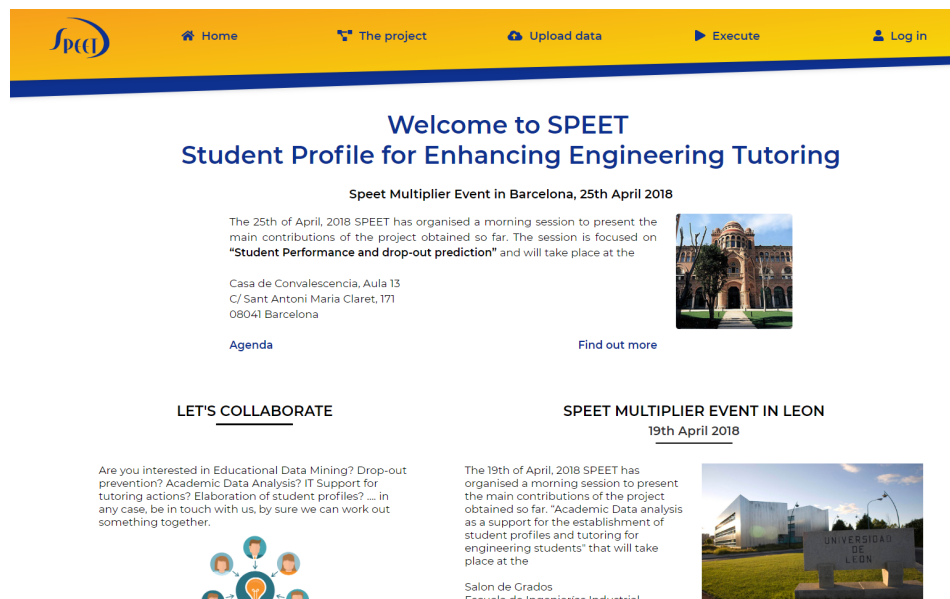 SPEET
Home
The project
Upload data
Execute
Log in
Welcome to SPEET
Student Profile for Enhancing Engineering Tutoring
Speet Multiplier Event in Barcelona, 25th April 2018
The 25th of April, 2018 SPEET has organised a morning session to present the
main contributions of the project obtained so far. The session is focused on
“Student Performance and drop-out prediction” and will take place at the
Casa de Convalescencia, Aula 13
C/ Sant Antoni Maria Claret, 171
08041 Barcelona
Agenda
Find out more
LET'S COLLABORATE
Are you interested in Educational Data Mining? Drop-out
prevention? Academic Data Analysis? IT Support for
tutoring actions? Elaboration of student profiles? .... in
any case, be in touch with us, by sure we can work out
something together.
SPEET MULTIPLIER EVENT IN LEON
19th April 2018
The 19th of April, 2018 SPEET has
organised a morning session to present
the main contributions of the project
obtained so far. "Academic Data analysis
as a support for the establishment of
student profiles and tutoring for
engineering students" that will take
place at the
Salon de Grados
Escuela de Ingenierías Industrial
UNIVERSIDAD
DE
LEON